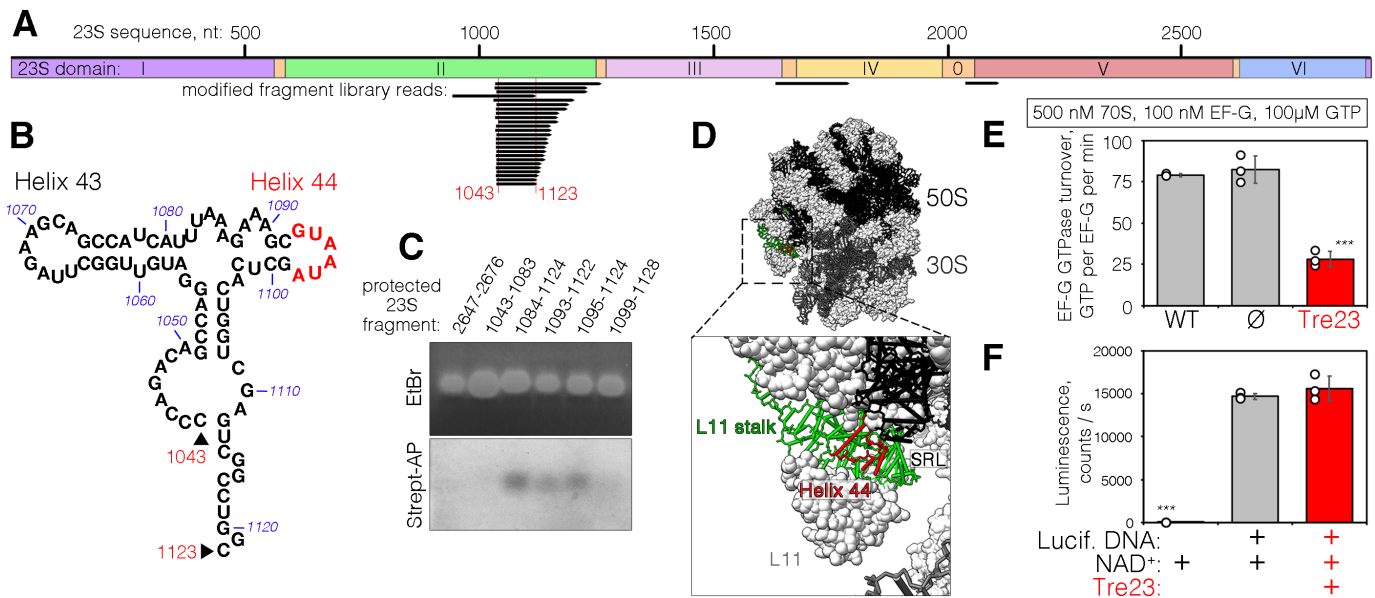 A
23S sequence, nt: 500 1000 1500 2000 2500
23S domain: I II III IV 0 V VI
modified fragment library reads:
1043 1123
B
Helix 43
Helix 44
1070
1080
1090
1060
1100
1050
1110
1043
1120
1123
C
protected
23S
fragment:
2647-2676
1043-1083
1084-1124
1093-1122
1095-1124
1099-1128
EtBr
Strept-AP
D
50S
30S
L11 stalk
SRL
Helix 44
L11
500 nM 70S, 100 nM EF-G, 100µM GTP
E
EF-G GTPase turnover,
GTP per EF-G per min
100
75
50
25
0
***
WT Ø Tre23
F
Luminescence,
counts / s
20000
15000
10000
5000
0
***
Lucif. DNA: + +
NAD+: + + +
Tre23: +